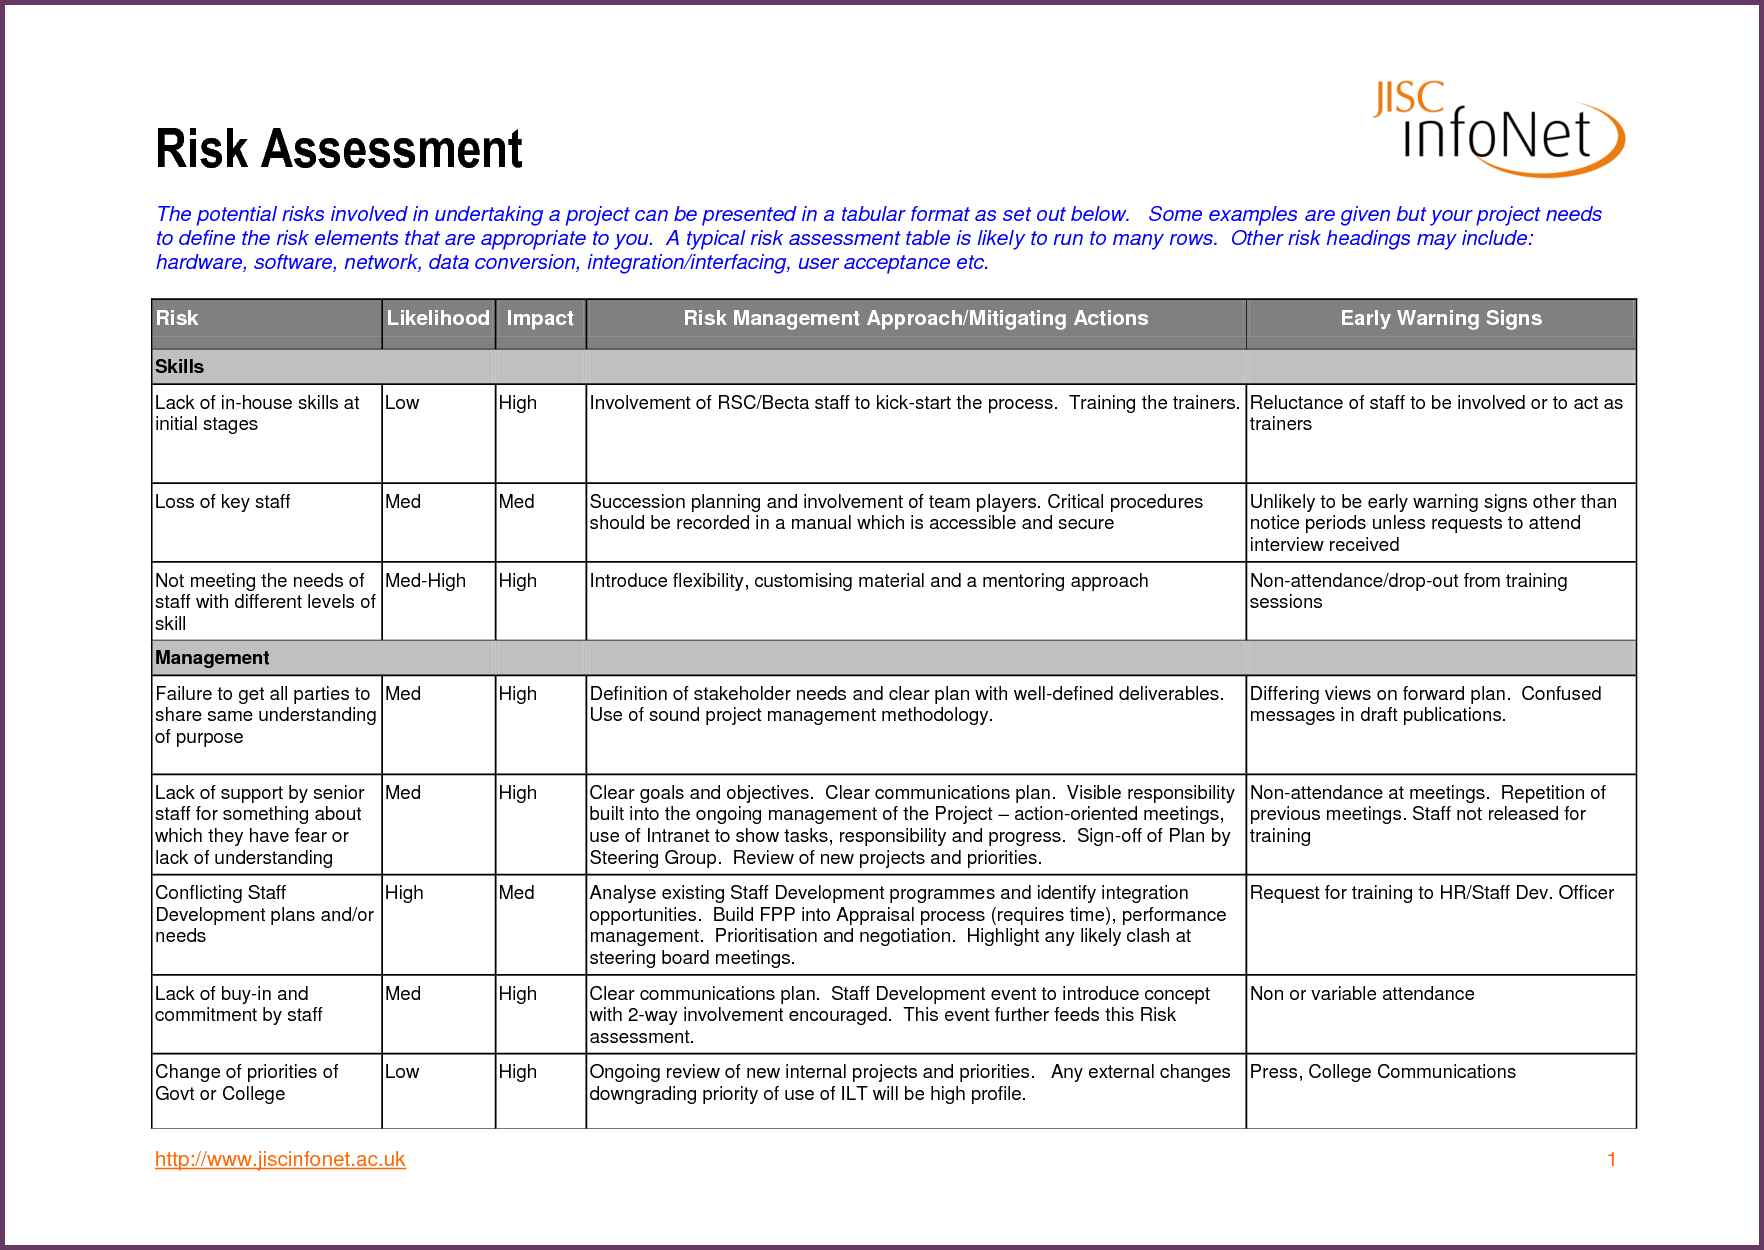 JISC
infoNet
Risk Assessment
The potential risks involved in undertaking a project can be presented in a tabular format as set out below. Some examples are given but your project needs
to define the risk elements that are appropriate to you. A typical risk assessment table is likely to run to many rows. Other risk headings may include:
hardware, software, network, data conversion, integration/interfacing, user acceptance etc.
Risk Likelihood Impact Risk Management Approach/Mitigating Actions Early Warning Signs
Skills
Lack of in-house skills at Low High Involvement of RSC/Becta staff to kick-start the process. Training the trainers. Reluctance of staff to be involved or to act as
initial stages trainers
Loss of key staff Med Med Succession planning and involvement of team players. Critical procedures Unlikely to be early warning signs other than
should be recorded in a manual which is accessible and secure notice periods unless requests to attend
interview received
Not meeting the needs of Med-High High Introduce flexibility, customising material and a mentoring approach Non-attendance/drop-out from training
staff with different levels of sessions
skill
Management
Failure to get all parties to Med High Definition of stakeholder needs and clear plan with well-defined deliverables. Differing views on forward plan. Confused
share same understanding Use of sound project management methodology. messages in draft publications.
of purpose
Lack of support by senior Med High Clear goals and objectives. Clear communications plan. Visible responsibility Non-attendance at meetings. Repetition of
staff for something about built into the ongoing management of the Project – action-oriented meetings, previous meetings. Staff not released for
which they have fear or use of Intranet to show tasks, responsibility and progress. Sign-off of Plan by training
lack of understanding Steering Group. Review of new projects and priorities.
Conflicting Staff High Med Analyse existing Staff Development programmes and identify integration Request for training to HR/Staff Dev. Officer
Development plans and/or opportunities. Build FPP into Appraisal process (requires time), performance
needs management. Prioritisation and negotiation. Highlight any likely clash at
steering board meetings.
Lack of buy-in and Med High Clear communications plan. Staff Development event to introduce concept Non or variable attendance
commitment by staff with 2-way involvement encouraged. This event further feeds this Risk
assessment.
Change of priorities of Low High Ongoing review of new internal projects and priorities. Any external changes Press, College Communications
Govt or College downgrading priority of use of ILT will be high profile.
http://www.jiscinfonet.ac.uk 1